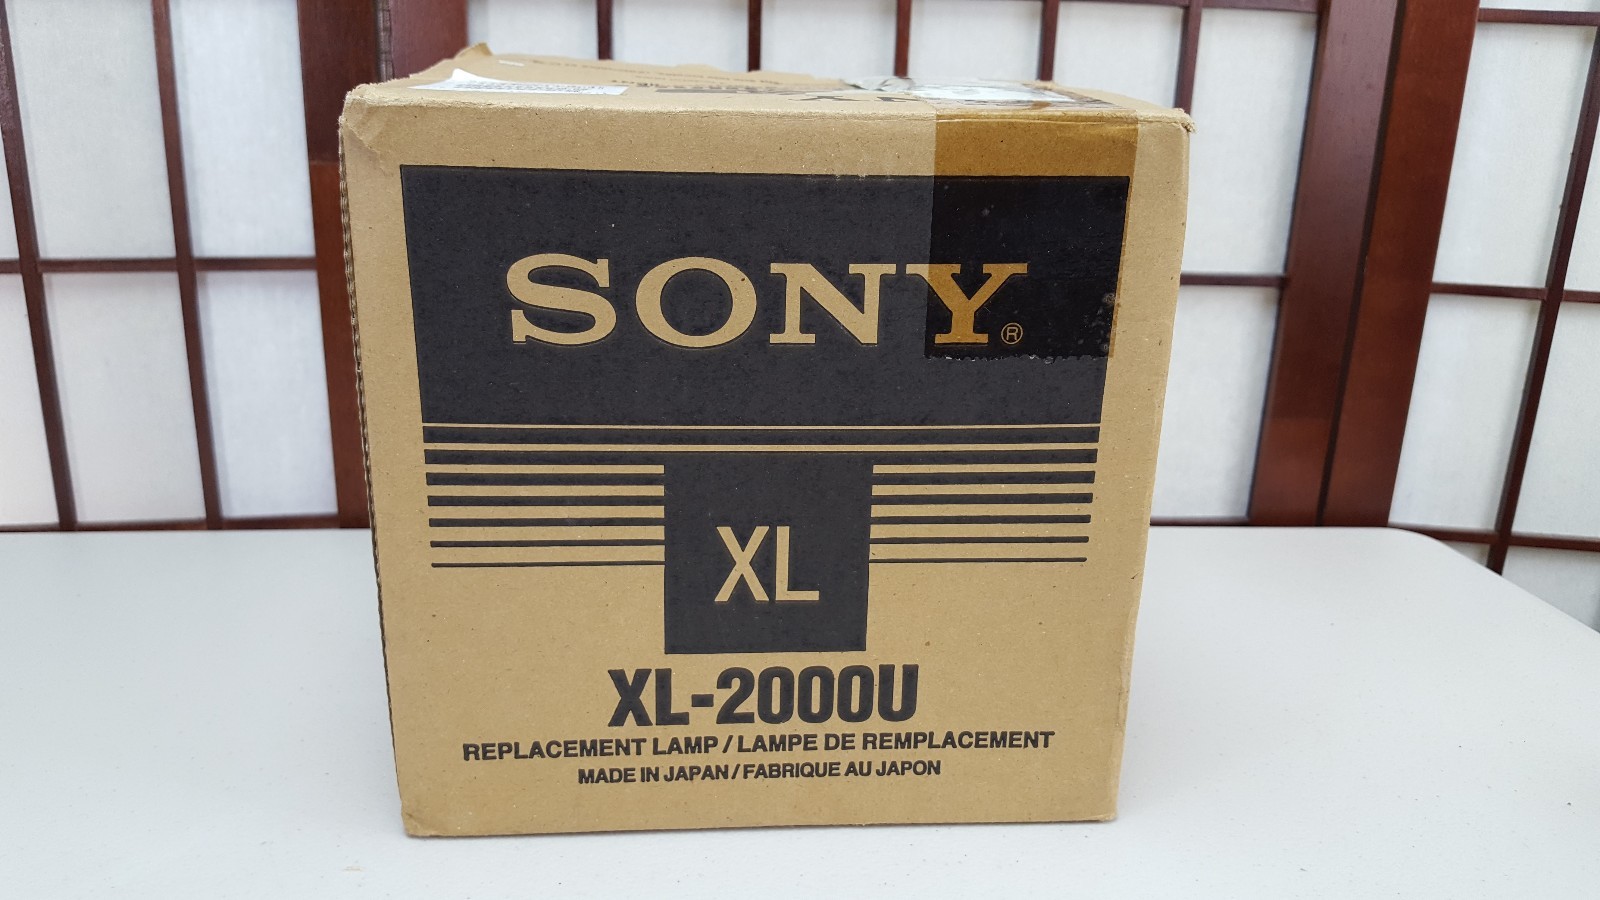 SONY®
XL
XL-2000U
REPLACEMENT LAMP / LAMPE DE REMPLACEMENT
MADE IN JAPAN / FABRIQUE AU JAPON